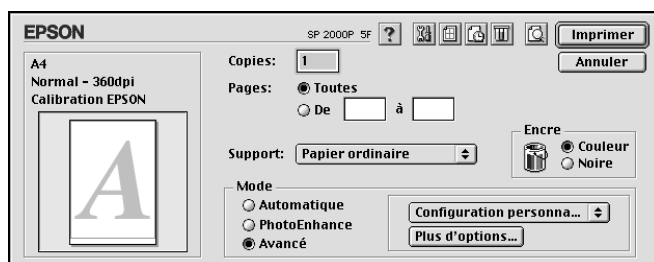 EPSON
SP 2000P 5F ?
Imprimer
Annuler
A4
Normal - 360dpi
Calibration EPSON
A
Copies: 1
Pages: Toutes
De à
Support: Papier ordinaire
Encre
Couleur
Noire
Mode
Automatique
PhotoEnhance
Avancé
Configuration personna...
Plus d'options...